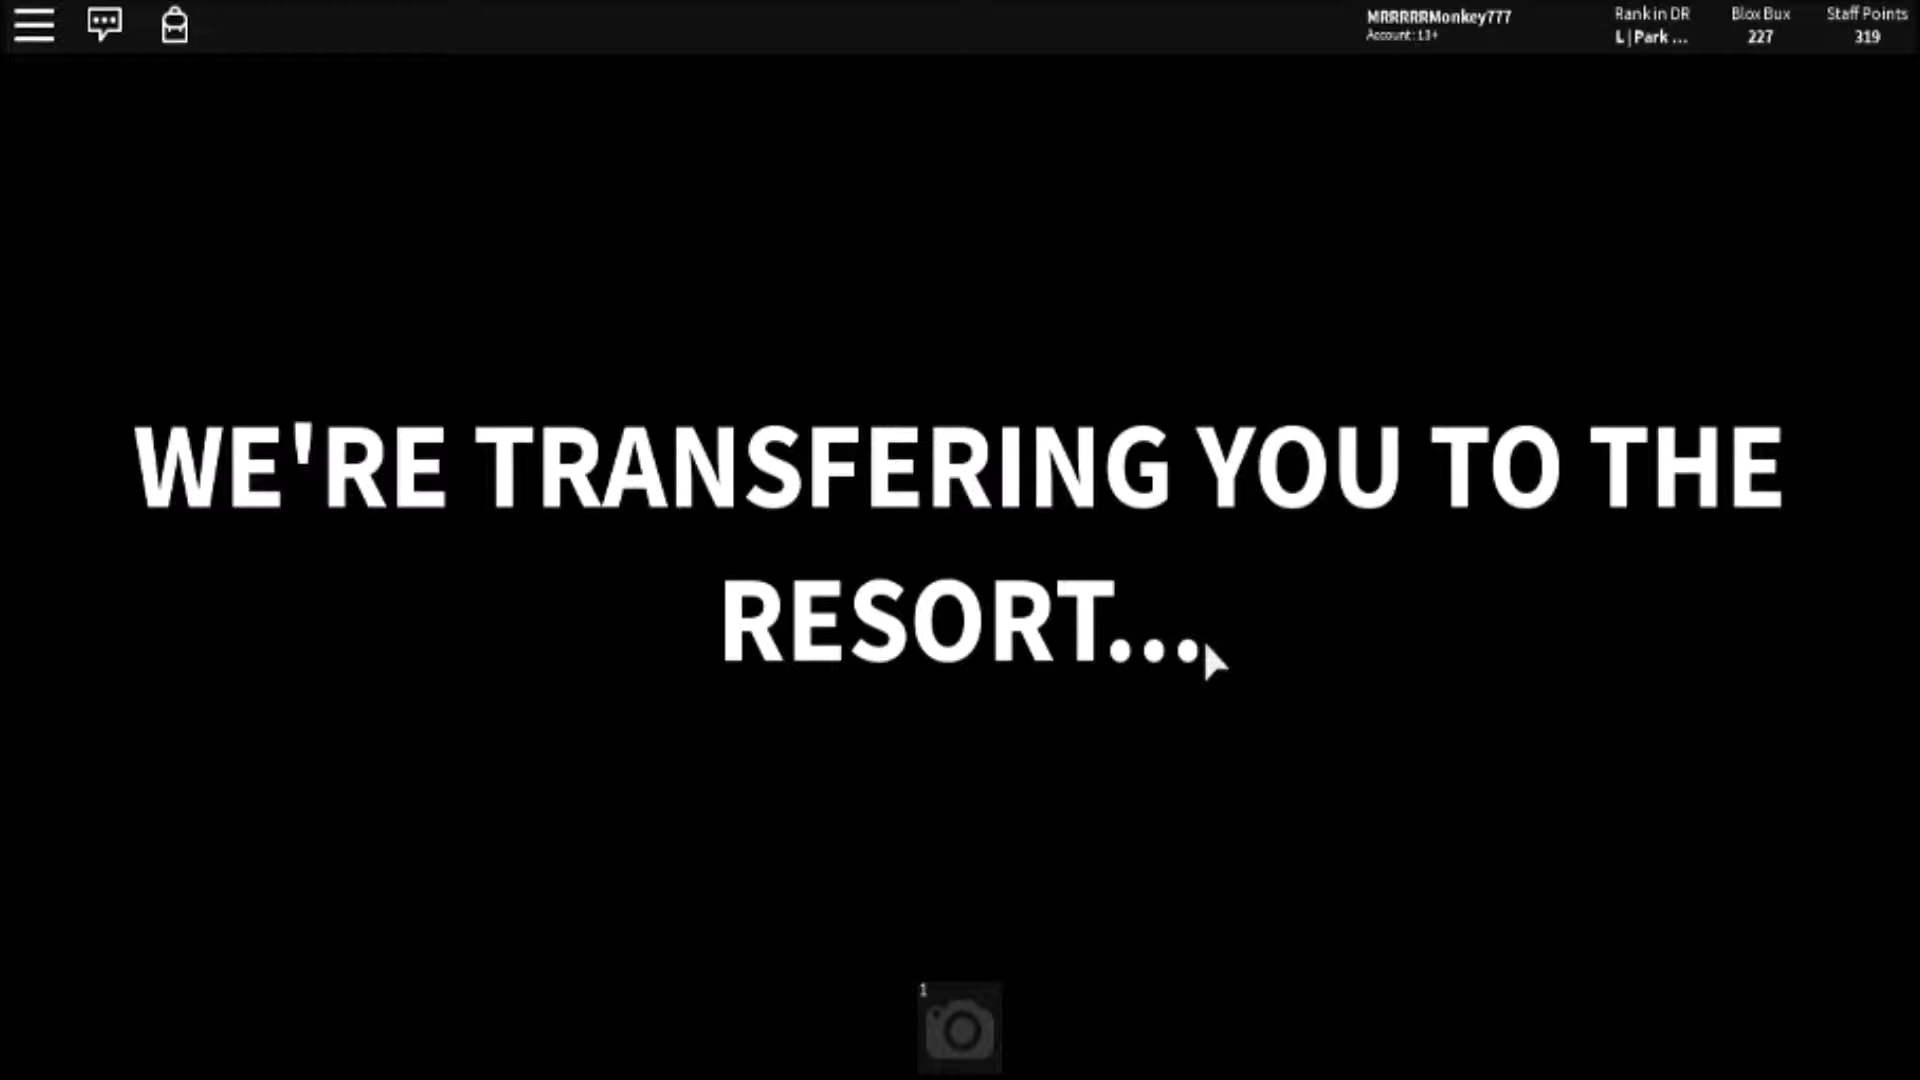 MRRRRRMonkey777
Account: 13+
Rank in DR
L | Park ...
Blox Bux
227
Staff Points
319
WE'RE TRANSFERING YOU TO THE
RESORT...
1